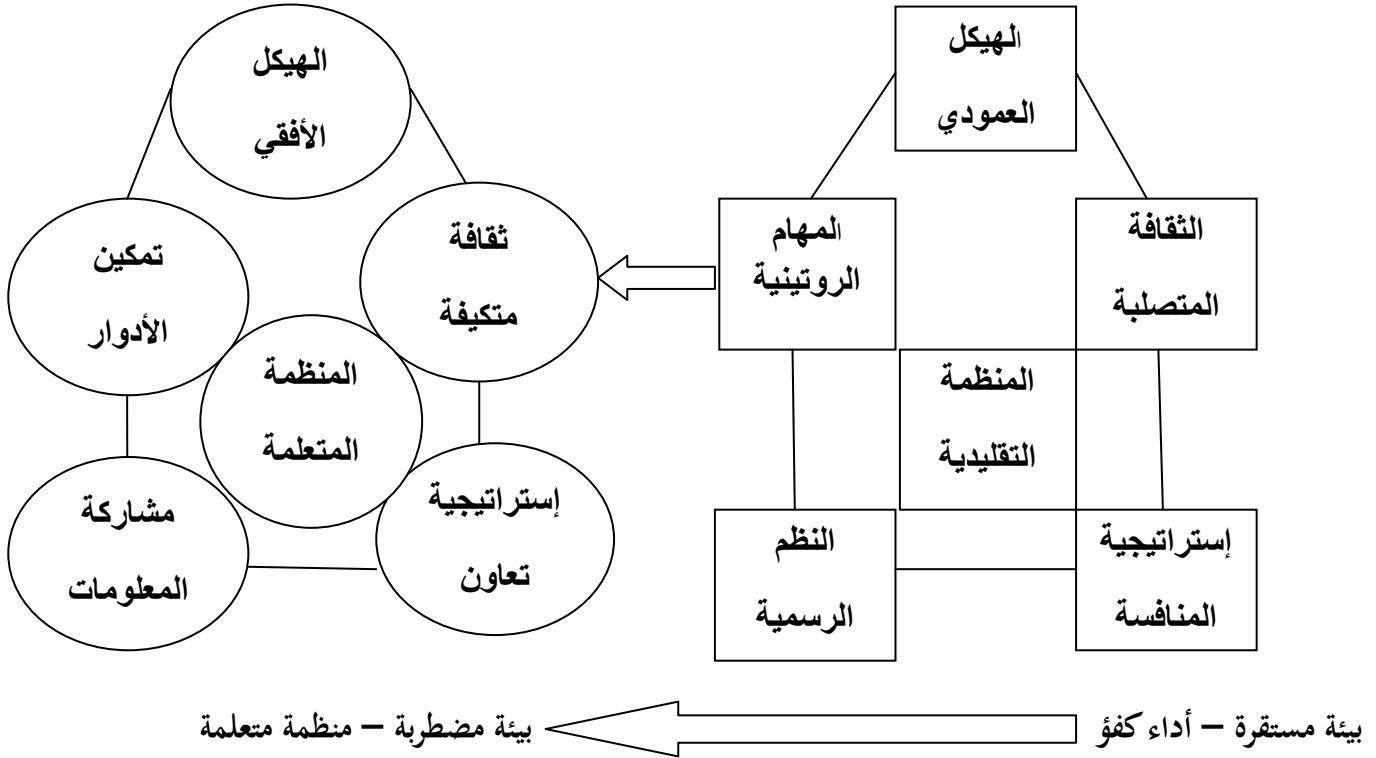 الهيكل
العمودي
الثقافة
المتصلبة
المهام
الروتينية
المنظمة
التقليدية
إستراتيجية
المنافسة
النظم
الرسمية
الهيكل
الأفقي
ثقافة
متكيفة
تمكين
الأدوار
المنظمة
المتعلمة
إستراتيجية
تعاون
مشاركة
المعلومات
بيئة مستقرة – أداء كفؤ
بيئة مضطربة – منظمة متعلمة